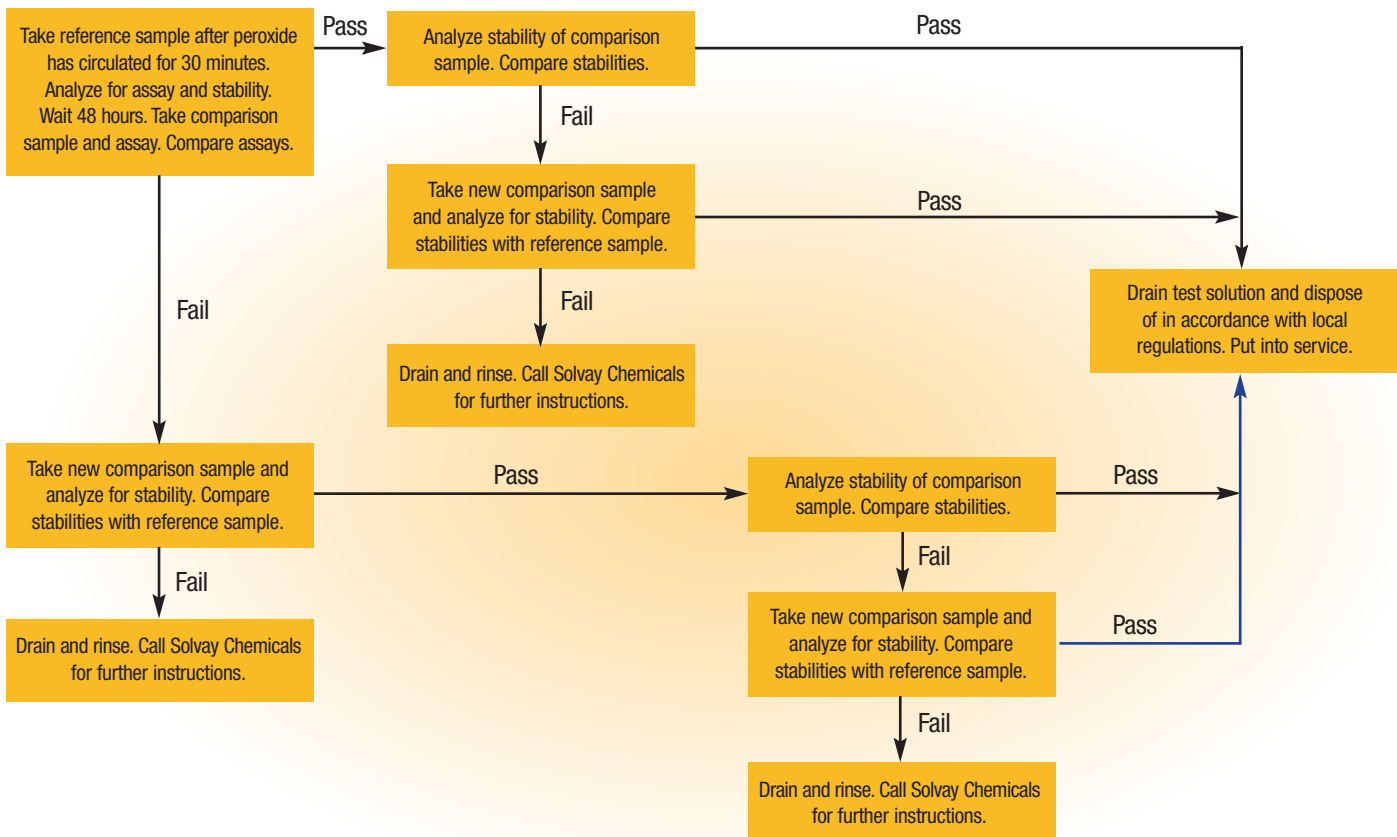 Take reference sample after peroxide
has circulated for 30 minutes.
Analyze for assay and stability.
Wait 48 hours. Take comparison
sample and assay. Compare assays.
Pass
Analyze stability of comparison
sample. Compare stabilities.
Pass
Fail
Take new comparison sample
and analyze for stability. Compare
stabilities with reference sample.
Pass
Fail
Drain and rinse. Call Solvay Chemicals
for further instructions.
Drain test solution and dispose
of in accordance with local
regulations. Put into service.
Fail
Take new comparison sample and
analyze for stability. Compare
stabilities with reference sample.
Pass
Analyze stability of comparison
sample. Compare stabilities.
Pass
Fail
Drain and rinse. Call Solvay Chemicals
for further instructions.
Fail
Take new comparison sample and
analyze for stability. Compare
stabilities with reference sample.
Pass
Fail
Drain and rinse. Call Solvay Chemicals
for further instructions.